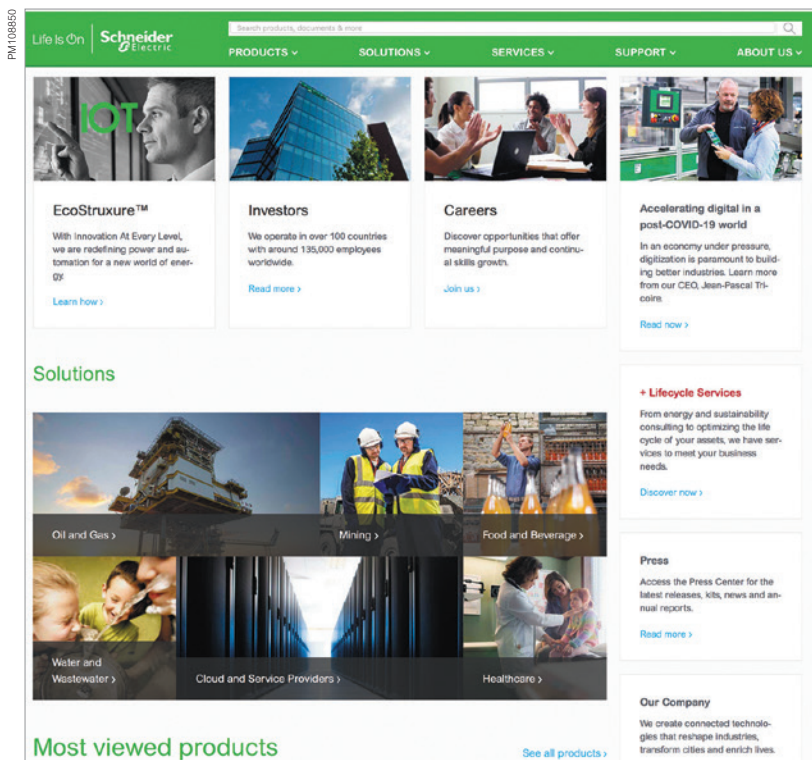 PM108850
Life Is On
Schneider
Electric
Search products, documents & more
PRODUCTS
SOLUTIONS
SERVICES
SUPPORT
ABOUT US
IOT
EcoStruxure™
With Innovation At Every Level,
we are redefining power and au-
tomation for a new world of ener-
gy.
Learn how >
Investors
We operate in over 100 countries
with around 135,000 employees
worldwide.
Read more >
Careers
Discover opportunities that offer
meaningful purpose and continu-
al skills growth.
Join us >
Accelerating digital in a
post-COVID-19 world
In an economy under pressure,
digitization is paramount to build-
ing better industries. Learn more
from our CEO, Jean-Pascal Tri-
coire.
Read now >
Solutions
Oil and Gas >
Mining >
Food and Beverage >
Water and
Wastewater >
Cloud and Service Providers >
Healthcare >
+ Lifecycle Services
From energy and sustainability
consulting to optimizing the life
cycle of your assets, we have ser-
vices to meet your business
needs.
Discover now >
Press
Access the Press Center for the
latest releases, kits, news and an-
nual reports.
Read more >
Our Company
We create connected technolo-
gies that reshape industries,
transform cities and enrich lives.
Most viewed products
See all products >